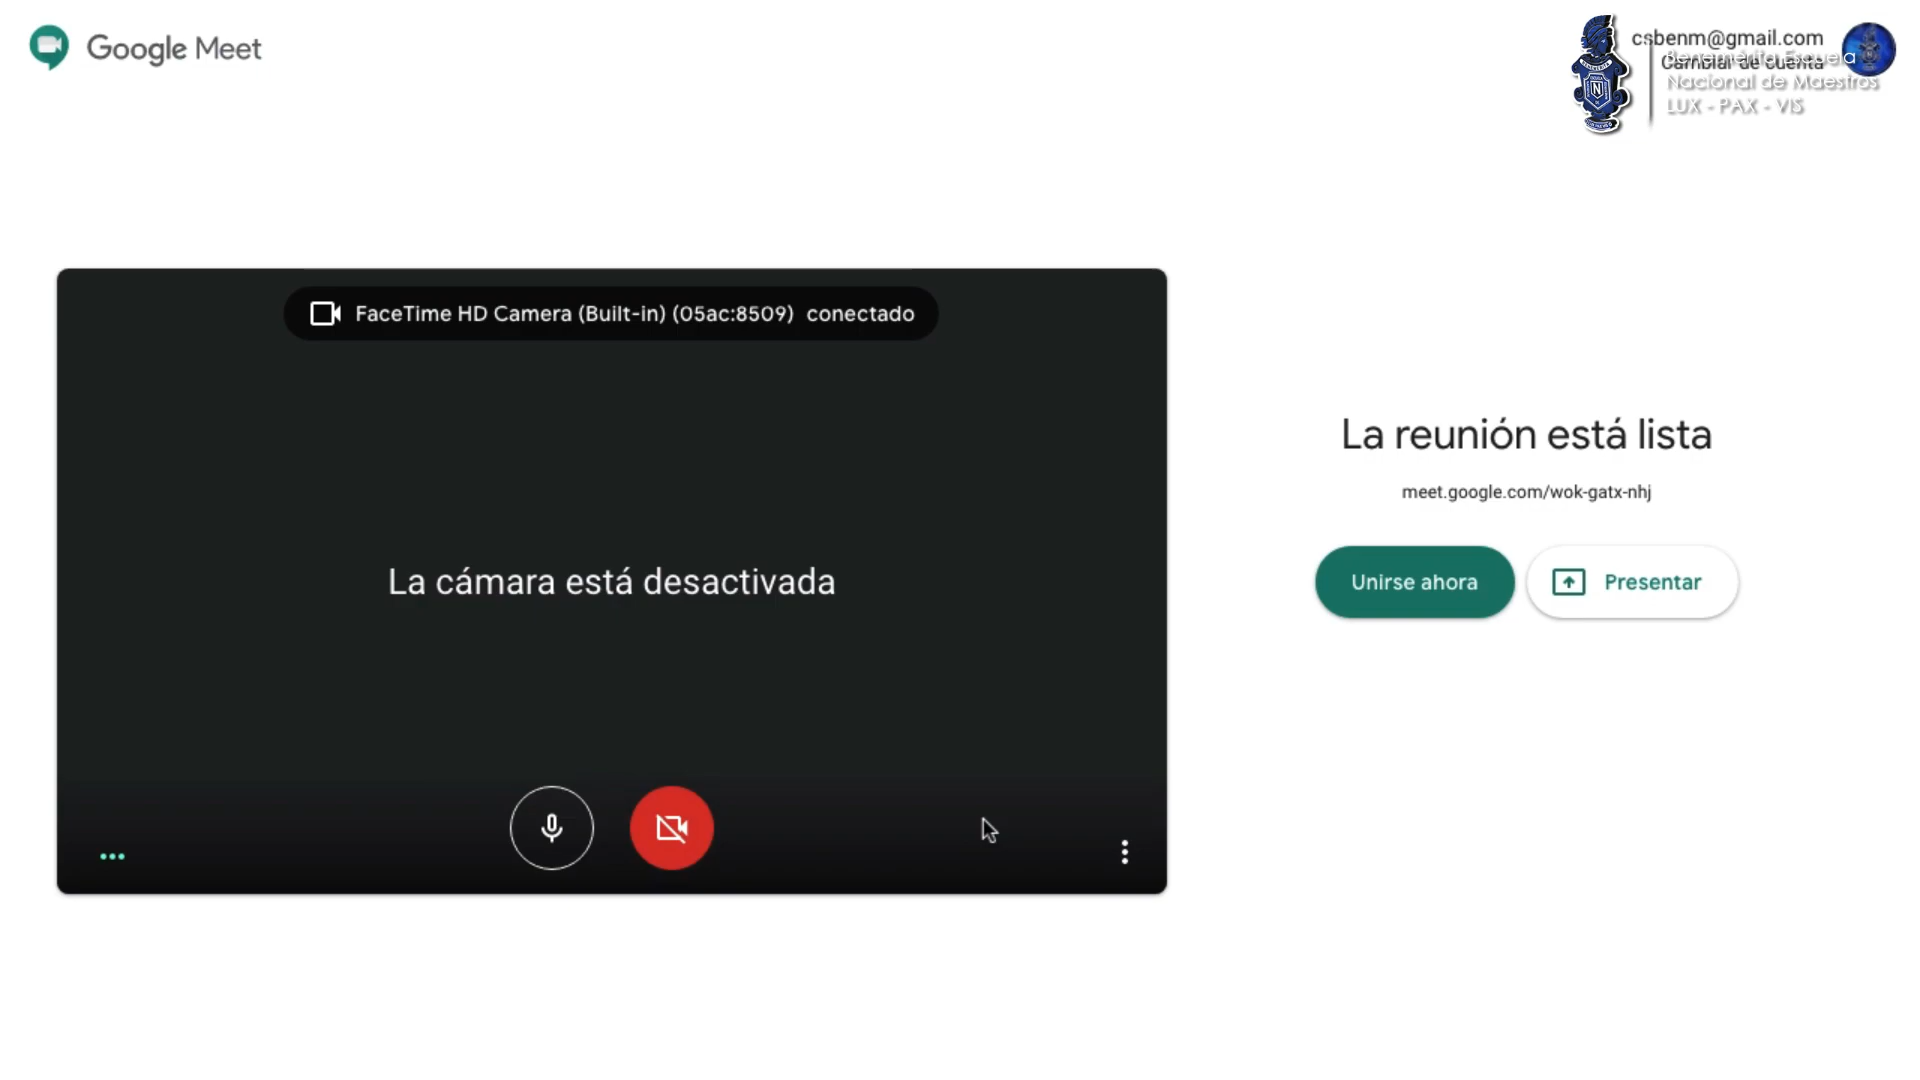 Google Meet
csbenm@gmail.com
Cambiar de cuenta
Benemérita Escuela
Nacional de Maestros
LUX - PAX - VIS
FaceTime HD Camera (Built-in) (05ac:8509) conectado
La cámara está desactivada
La reunión está lista
meet.google.com/wok-gatx-nhj
Unirse ahora
Presentar